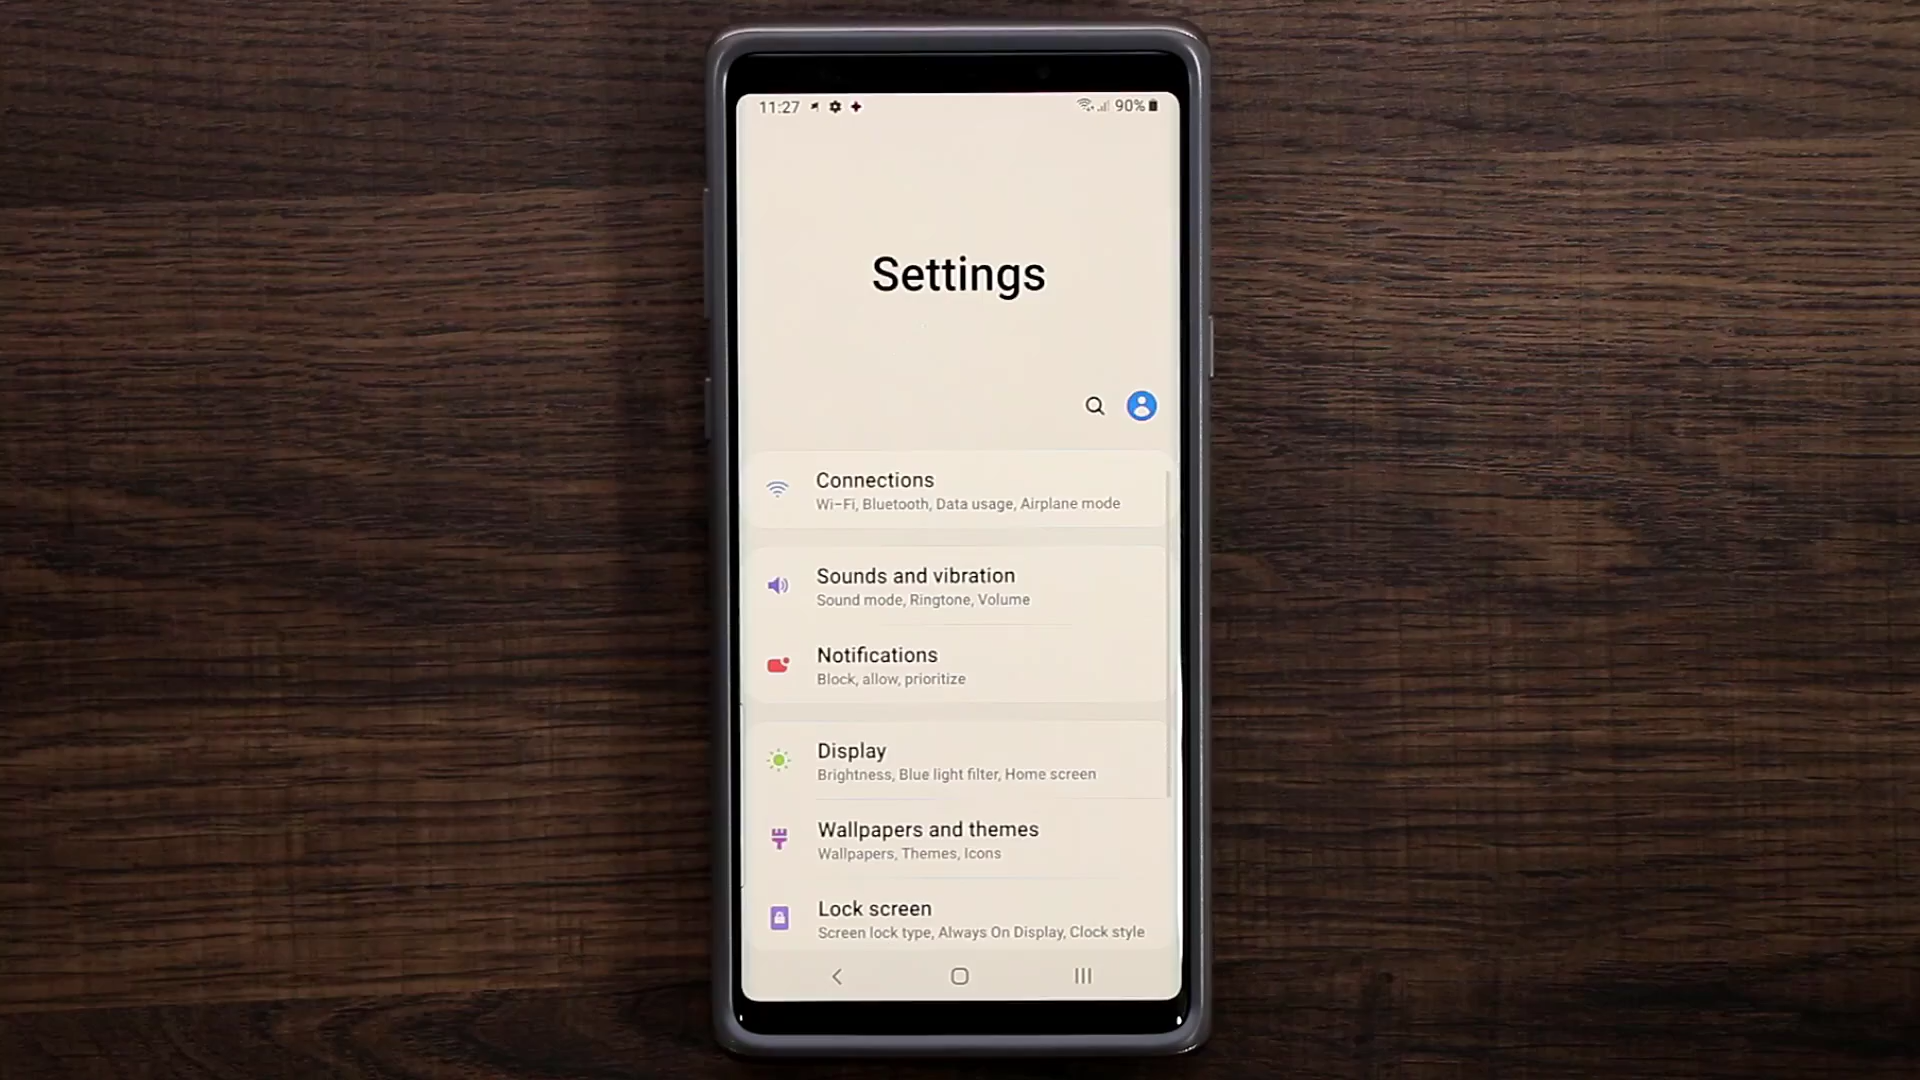 11:27 90%
Settings
Connections
Wi-Fi, Bluetooth, Data usage, Airplane mode
Sounds and vibration
Sound mode, Ringtone, Volume
Notifications
Block, allow, prioritize
Display
Brightness, Blue light filter, Home screen
Wallpapers and themes
Wallpapers, Themes, Icons
Lock screen
Screen lock type, Always On Display, Clock style